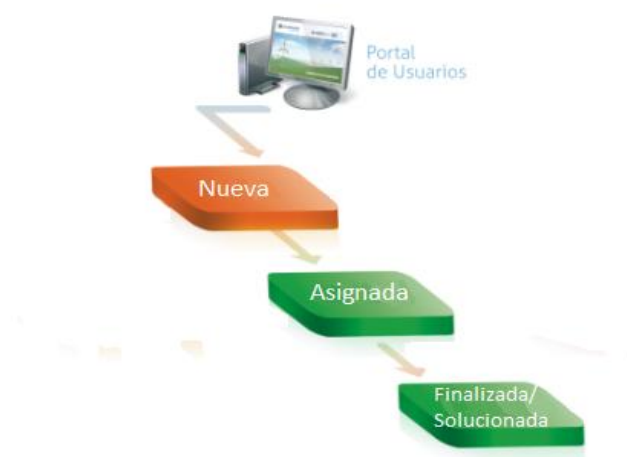 Portal
de Usuarios
Nueva
Asignada
Finalizada/
Solucionada